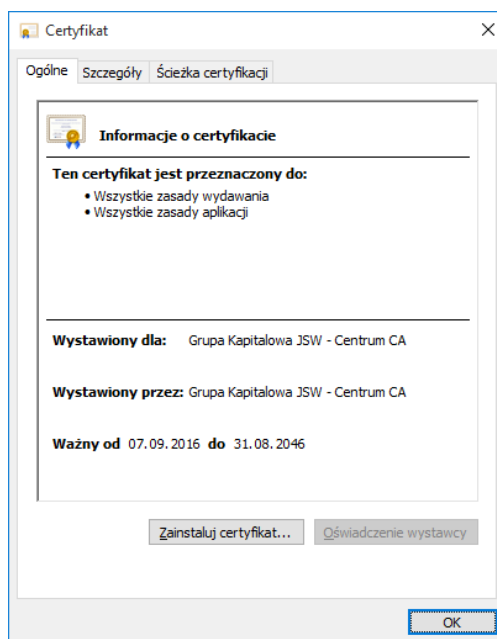 Certyfikat
Ogólne Szczegóły Ścieżka certyfikacji
Informacje o certyfikacie
Ten certyfikat jest przeznaczony do:
• Wszystkie zasady wydawania
• Wszystkie zasady aplikacji
Wystawiony dla: Grupa Kapitalowa JSW - Centrum CA
Wystawiony przez: Grupa Kapitalowa JSW - Centrum CA
Ważny od 07.09.2016 do 31.08.2046
Zainstaluj certyfikat... Oświadczenie wystawcy
OK